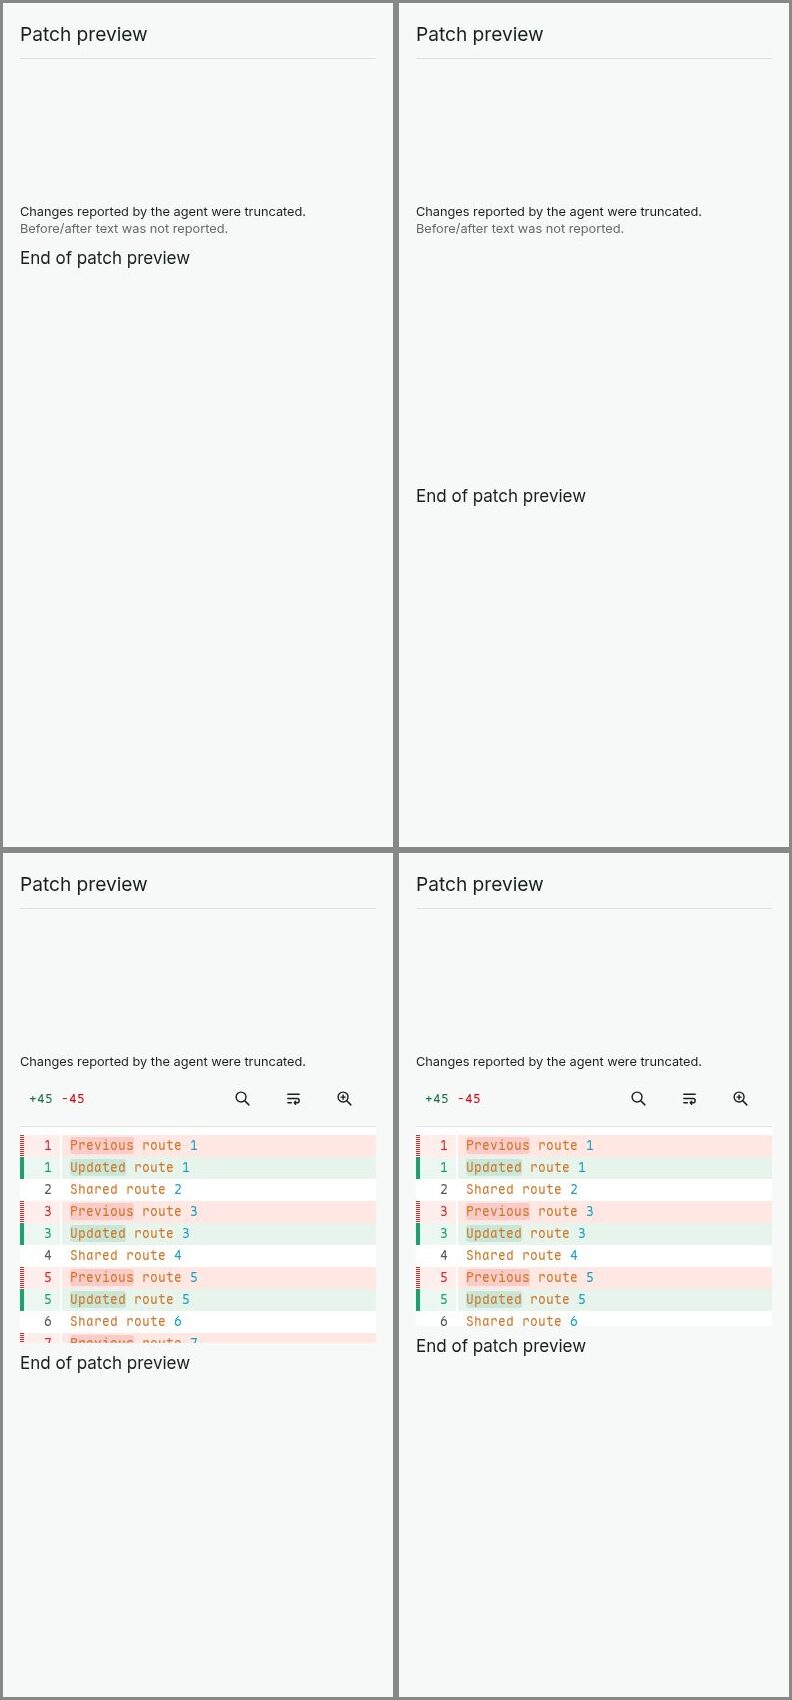 Patch preview
Changes reported by the agent were truncated.
Before/after text was not reported.
End of patch preview
Patch preview
Changes reported by the agent were truncated.
Before/after text was not reported.
End of patch preview
Patch preview
Changes reported by the agent were truncated.
+45 -45
1 Previous route 1
1 Updated route 1
2 Shared route 2
3 Previous route 3
3 Updated route 3
4 Shared route 4
5 Previous route 5
5 Updated route 5
6 Shared route 6
7 Previous route 7
End of patch preview
Patch preview
Changes reported by the agent were truncated.
+45 -45
1 Previous route 1
1 Updated route 1
2 Shared route 2
3 Previous route 3
3 Updated route 3
4 Shared route 4
5 Previous route 5
5 Updated route 5
6 Shared route 6
End of patch preview